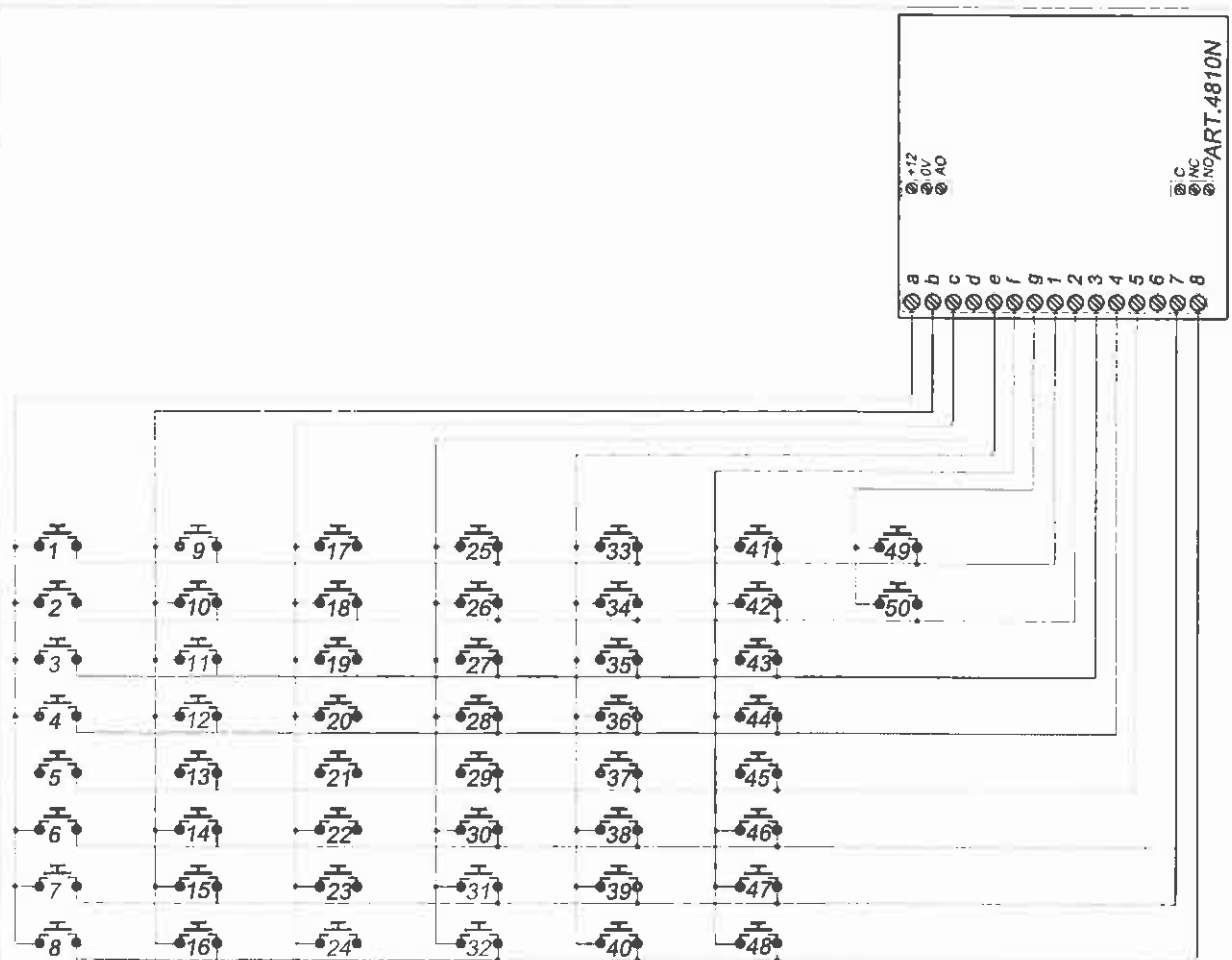 +12
0V
AO
C
NC
NO
ART.4810N
a b c d e f g 1 2 3 4 5 6 7 8
1 9 17 25 33 41 49
2 10 18 26 34 42 50
3 11 19 27 35 43
4 12 20 28 36 44
5 13 21 29 37 45
6 14 22 30 38 46
7 15 23 31 39 47
8 16 24 32 40 48